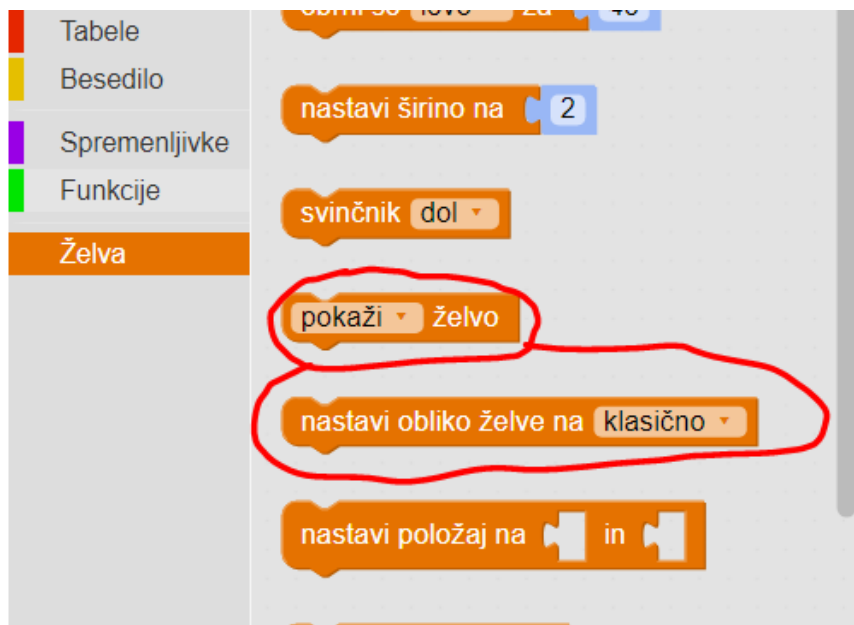 Tabele
Besedilo
Spremenljivke
Funkcije
Želva
nastavi širino na 2
svinčnik dol
pokaži želvo
nastavi obliko želve na klasično
nastavi položaj na in